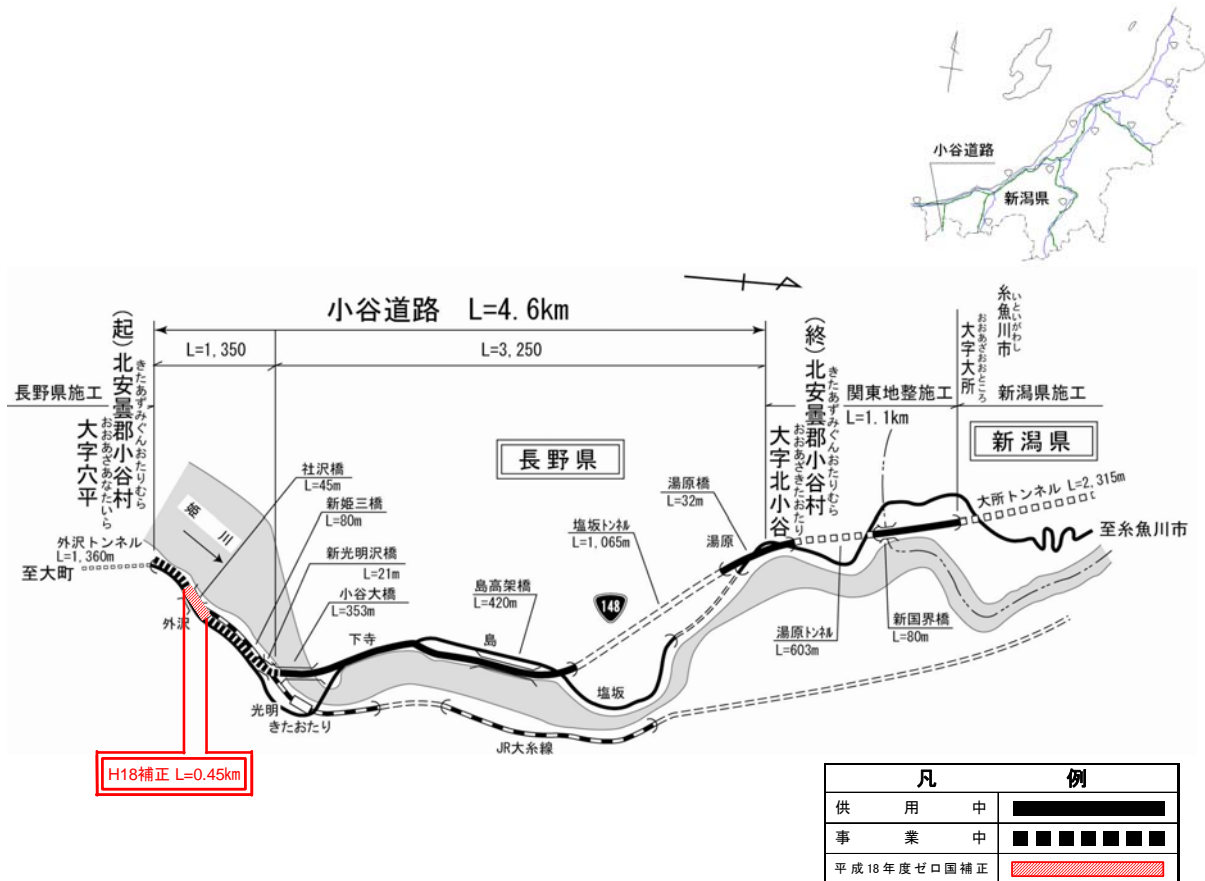 小谷道路
新潟県
小谷道路 L=4.6km
L=1,350
L=3,250
長野県施工
(起)北安曇郡小谷村
きたあずみぐんおたりむら
大字穴平
おおあざあなたいら
(終)北安曇郡小谷村
きたあずみぐんおたりむら
大字北小谷
おおあざきたおたり
関東地整施工
L=1.1km
糸魚川市
いといがわし
大字大所
おおあざおおところ
新潟県施工
長野県
新潟県
姫川
社沢橋
L=45m
新姫三橋
L=80m
新光明沢橋
L=21m
小谷大橋
L=353m
外沢トンネル
L=1,360m
至大町
外沢
下寺
島
島高架橋
L=420m
148
塩坂トンネル
L=1,065m
湯原橋
L=32m
湯原
大所トンネル L=2,315m
至糸魚川市
湯原トンネル
L=603m
新国界橋
L=80m
塩坂
光明
きたおたり
JR大糸線
H18補正 L=0.45km
凡例
供用中
事業中
平成18年度ゼロ国補正